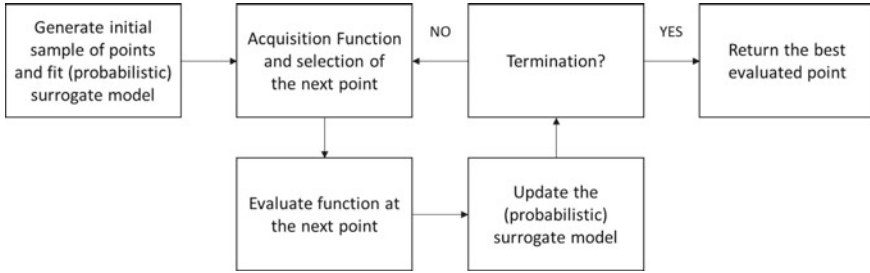 Generate initial
sample of points
and fit (probabilistic)
surrogate model
Acquisition Function
and selection of
the next point
NO
Termination?
YES
Return the best
evaluated point
Evaluate function at
the next point
Update the
(probabilistic)
surrogate model